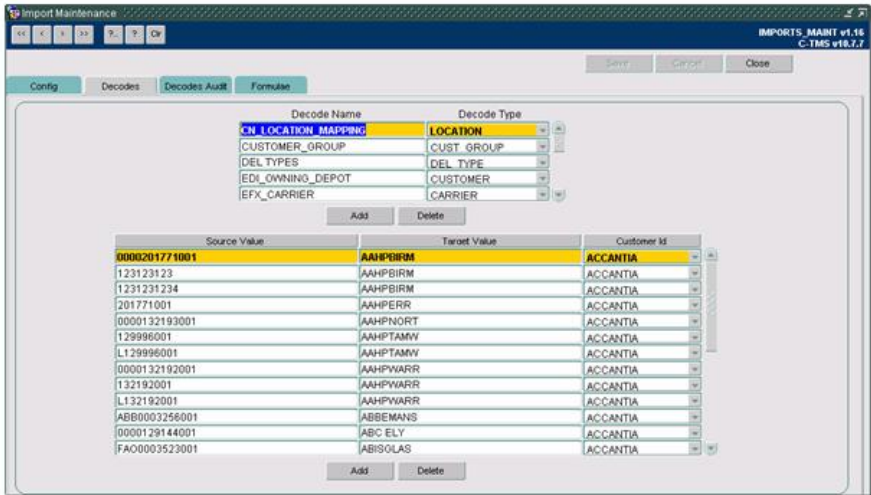 Import Maintenance
<< < > >> ?.. ? Clr
IMPORTS_MAINT v1.16
C-TMS v10.7.7
Save Cancel Close
Config Decodes Decodes Audit Formulae
Decode Name Decode Type
CN_LOCATION_MAPPING LOCATION
CUSTOMER_GROUP CUST_GROUP
DEL TYPES DEL_TYPE
EDI_OWNING_DEPOT CUSTOMER
EFX_CARRIER CARRIER
Add Delete
Source Value Target Value Customer Id
0000201771001 AAHPBIRM ACCANTIA
123123123 AAHPBIRM ACCANTIA
1231231234 AAHPBIRM ACCANTIA
201771001 AAHPERR ACCANTIA
0000132193001 AAHPNORT ACCANTIA
129996001 AAHPTAMW ACCANTIA
L129996001 AAHPTAMW ACCANTIA
0000132192001 AAHPWARR ACCANTIA
132192001 AAHPWARR ACCANTIA
L132192001 AAHPWARR ACCANTIA
ABB0003256001 ABBEMANS ACCANTIA
0000129144001 ABC ELY ACCANTIA
FAO0003523001 ABISOLAS ACCANTIA
Add Delete